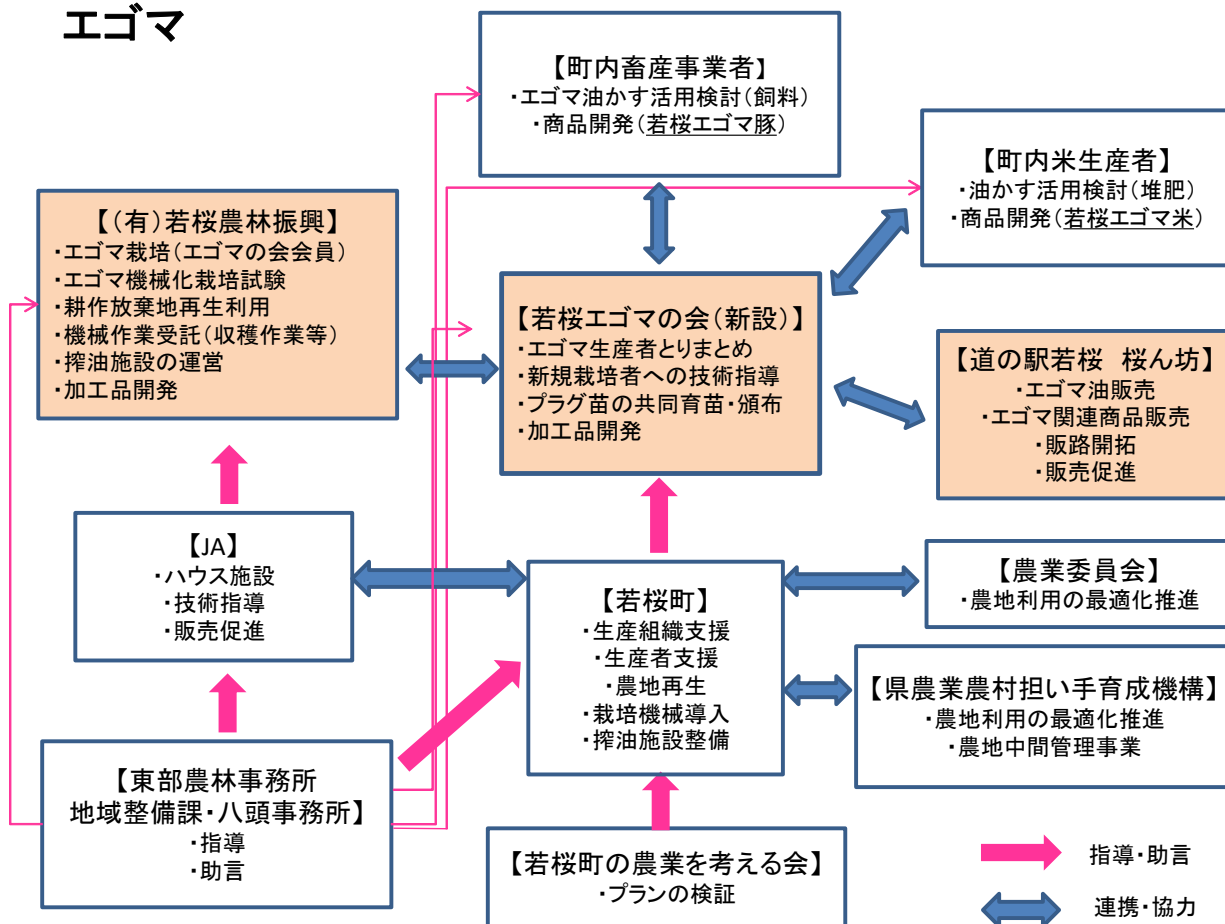 エゴマ
【町内畜産事業者】
・エゴマ油かす活用検討(飼料)
・商品開発(若桜エゴマ豚)
【町内米生産者】
・油かす活用検討(堆肥)
・商品開発(若桜エゴマ米)
【(有)若桜農林振興】
・エゴマ栽培(エゴマの会会員)
・エゴマ機械化栽培試験
・耕作放棄地再生利用
・機械作業受託(収穫作業等)
・搾油施設の運営
・加工品開発
【若桜エゴマの会(新設)】
・エゴマ生産者とりまとめ
・新規栽培者への技術指導
・プラグ苗の共同育苗・頒布
・加工品開発
【道の駅若桜 桜ん坊】
・エゴマ油販売
・エゴマ関連商品販売
・販路開拓
・販売促進
【JA】
・ハウス施設
・技術指導
・販売促進
【若桜町】
・生産組織支援
・生産者支援
・農地再生
・栽培機械導入
・搾油施設整備
【農業委員会】
・農地利用の最適化推進
【県農業農村担い手育成機構】
・農地利用の最適化推進
・農地中間管理事業
【東部農林事務所
地域整備課・八頭事務所】
・指導
・助言
【若桜町の農業を考える会】
・プランの検証
指導・助言
連携・協力